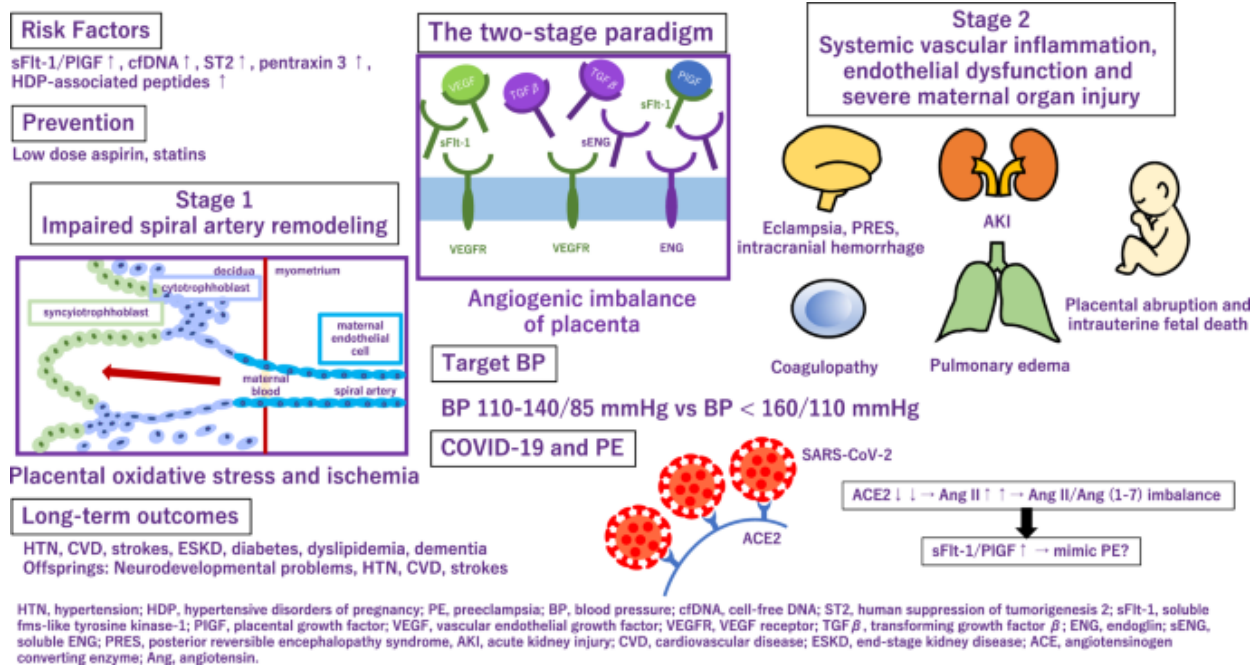 Risk Factors
sFlt-1/PlGF ↑, cfDNA ↑, ST2 ↑, pentraxin 3 ↑,
HDP-associated peptides ↑
Prevention
Low dose aspirin, statins
Stage 1
Impaired spiral artery remodeling
decidua
myometrium
cytotrophhoblast
syncyiotrophhoblast
maternal
endothelial
cell
maternal
blood
spiral artery
Placental oxidative stress and ischemia
Long-term outcomes
HTN, CVD, strokes, ESKD, diabetes, dyslipidemia, dementia
Offsprings: Neurodevelopmental problems, HTN, CVD, strokes
The two-stage paradigm
VEGF
TGFβ
TGFβ
PlGF
sFlt-1
sFlt-1
sENG
VEGFR
VEGFR
ENG
Angiogenic imbalance
of placenta
Target BP
BP 110-140/85 mmHg vs BP < 160/110 mmHg
COVID-19 and PE
SARS-CoV-2
ACE2
Stage 2
Systemic vascular inflammation,
endothelial dysfunction and
severe maternal organ injury
Eclampsia, PRES,
intracranial hemorrhage
AKI
Coagulopathy
Pulmonary edema
Placental abruption and
intrauterine fetal death
ACE2 ↓ ↓ → Ang II ↑ ↑ → Ang II/Ang (1-7) imbalance
sFlt-1/PlGF ↑ → mimic PE?
HTN, hypertension; HDP, hypertensive disorders of pregnancy; PE, preeclampsia; BP, blood pressure; cfDNA, cell-free DNA; ST2, human suppression of tumorigenesis 2; sFlt-1, soluble
fms-like tyrosine kinase-1; PlGF, placental growth factor; VEGF, vascular endothelial growth factor; VEGFR, VEGF receptor; TGFβ, transforming growth factor β; ENG, endoglin; sENG,
soluble ENG; PRES, posterior reversible encephalopathy syndrome, AKI, acute kidney injury; CVD, cardiovascular disease; ESKD, end-stage kidney disease; ACE, angiotensinogen
converting enzyme; Ang, angiotensin.